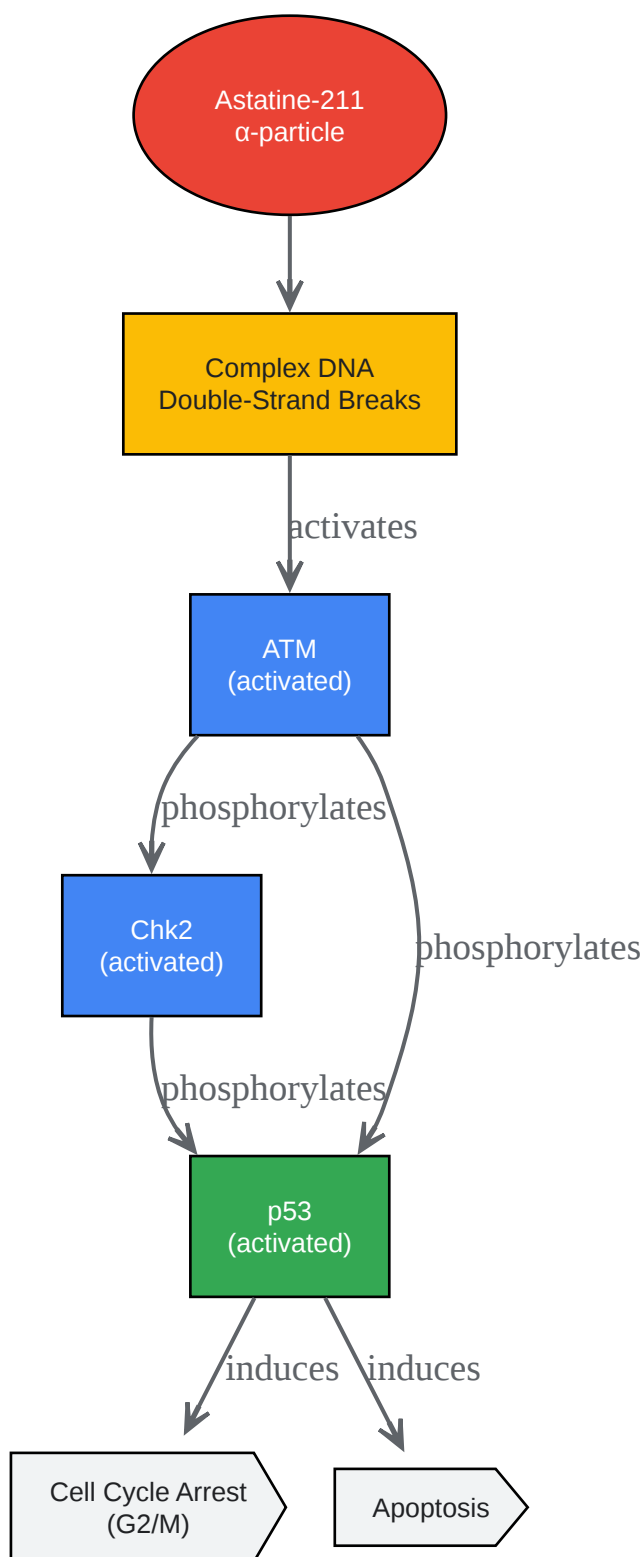 Astatine-211
α-particle
Complex DNA
Double-Strand Breaks
activates
ATM
(activated)
phosphorylates
Chk2
(activated)
phosphorylates
phosphorylates
p53
(activated)
induces
induces
Cell Cycle Arrest
(G2/M)
Apoptosis